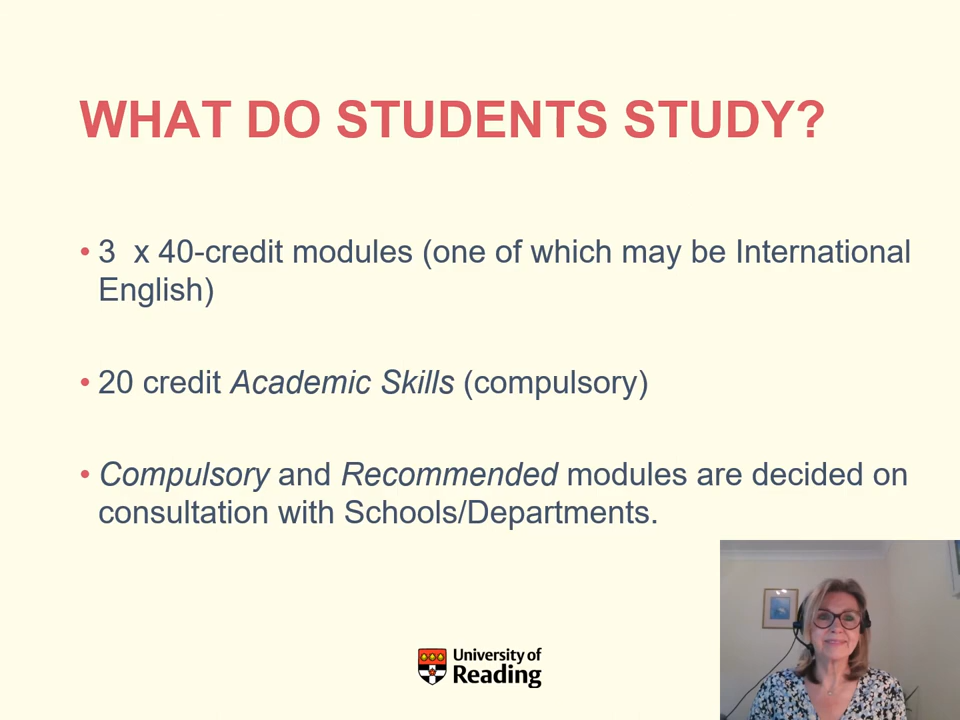 WHAT DO STUDENTS STUDY?
• 3 x 40-credit modules (one of which may be International
English)
• 20 credit Academic Skills (compulsory)
• Compulsory and Recommended modules are decided on
consultation with Schools/Departments.
University of
Reading